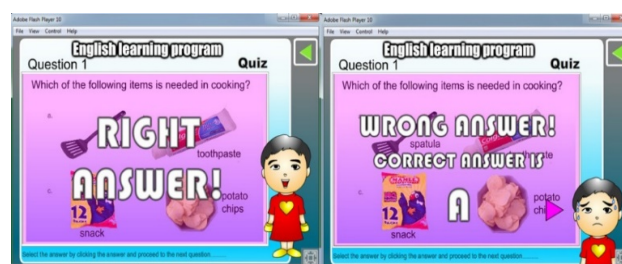 Adobe Flash Player 10
File View Control Help
English learning program
Question 1
Quiz
Which of the following items is needed in cooking?
a.
toothpaste
RIGHT
ANSWER!
c.
12
potato
chips
snack
Select the answer by clicking the answer and proceed to the next question..........
Adobe Flash Player 10
File View Control Help
English learning program
Question 1
Quiz
Which of the following items is needed in cooking?
a.
WRONG ANSWER!
spatula
CORRECT ANSWER IS
A
c.
12
potato
snack
Select the answer by clicking the answer and proceed to the next question..........